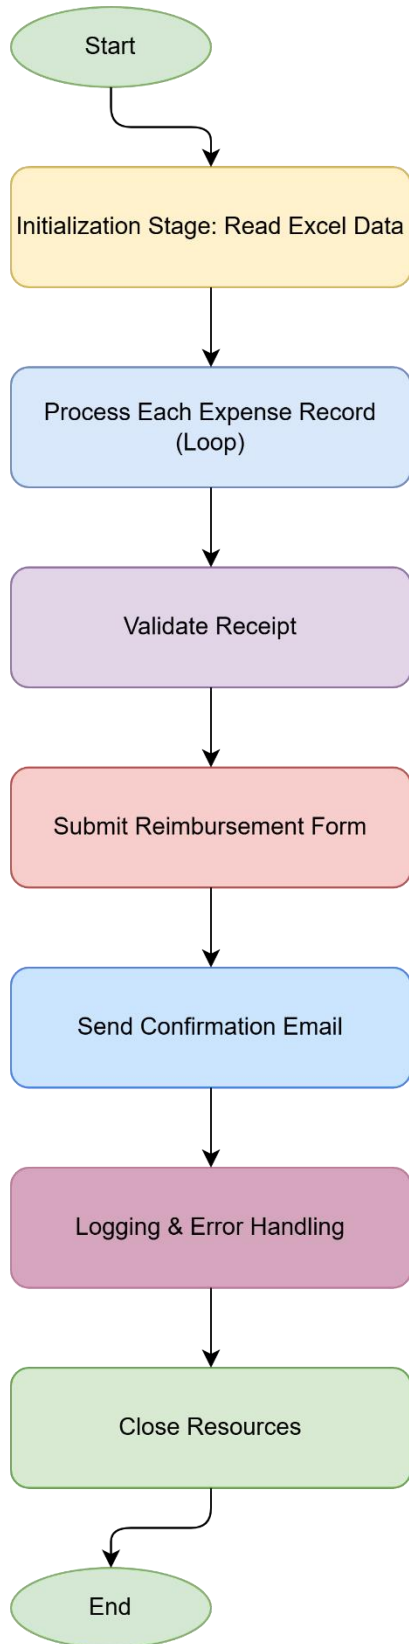 Start
Initialization Stage: Read Excel Data
Process Each Expense Record
(Loop)
Validate Receipt
Submit Reimbursement Form
Send Confirmation Email
Logging & Error Handling
Close Resources
End